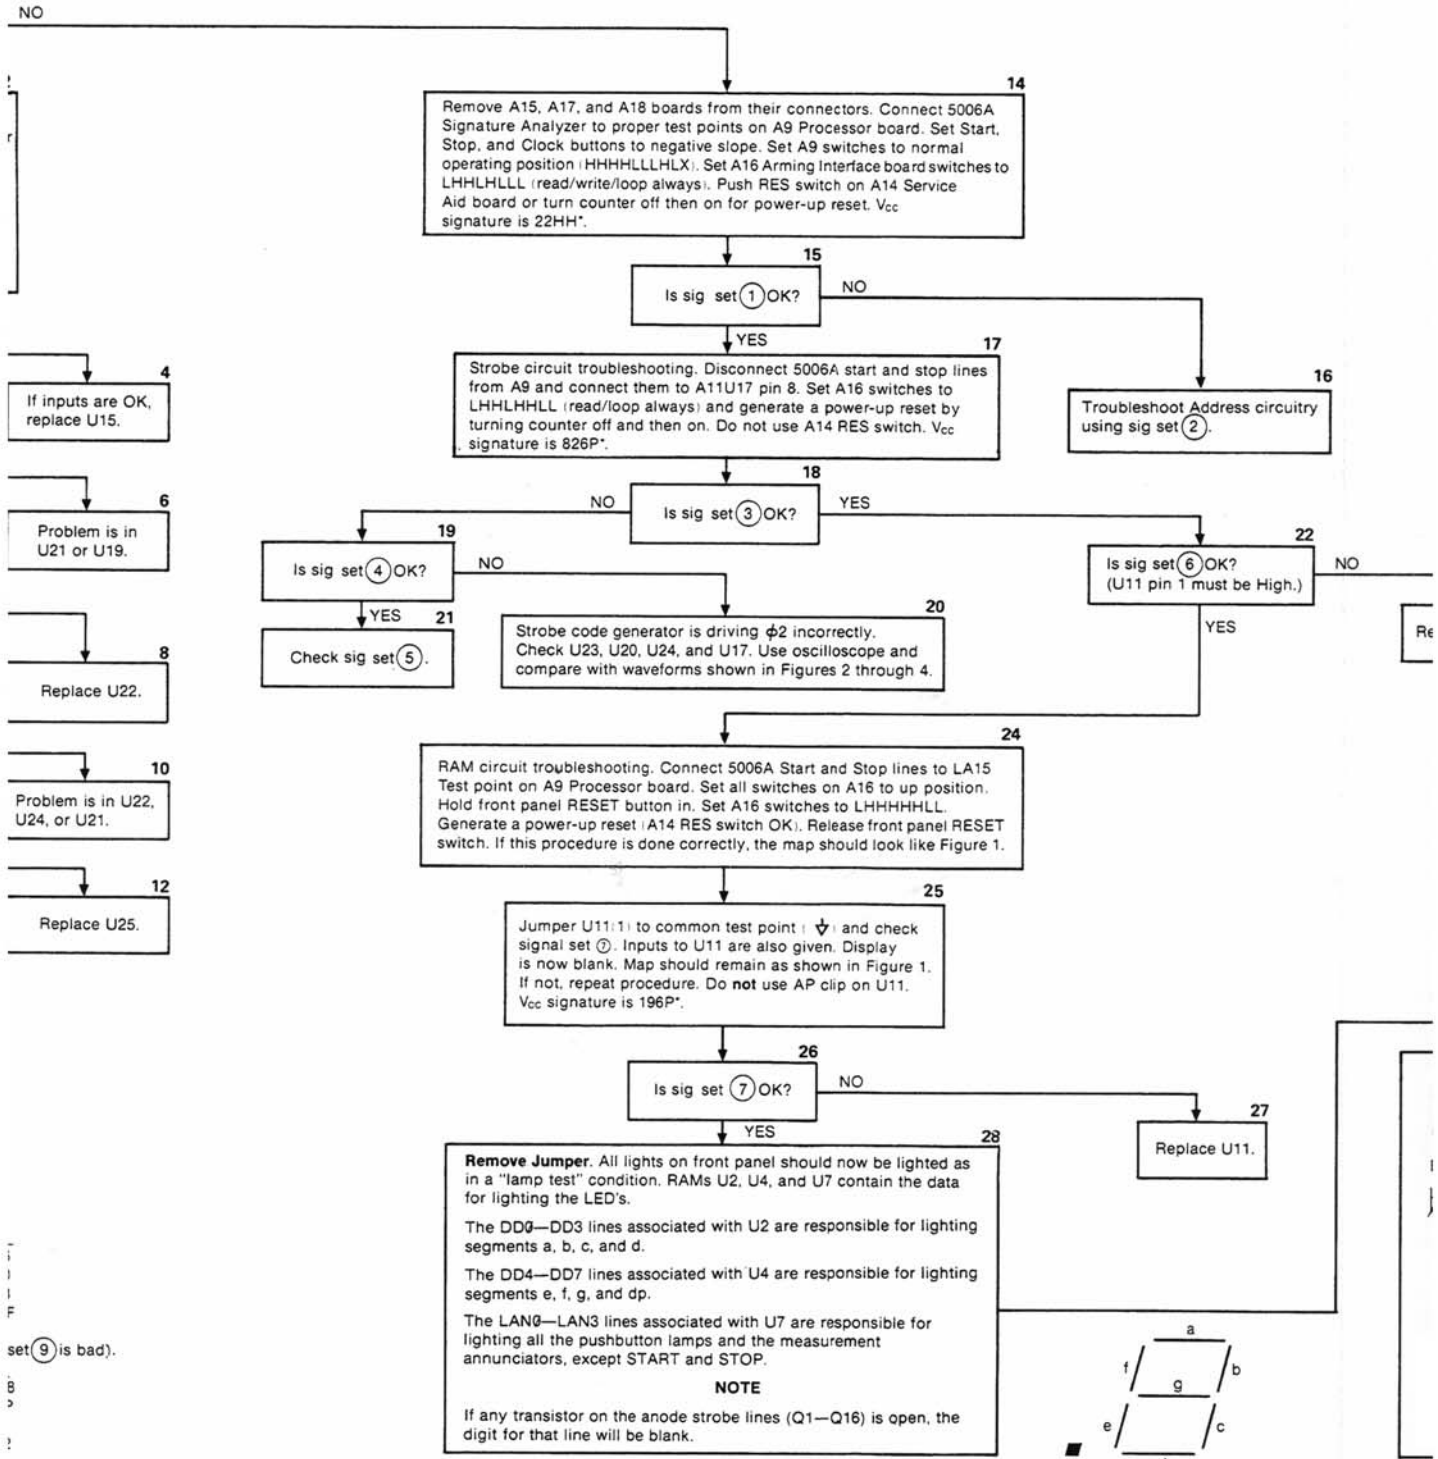 NO
14
Remove A15, A17, and A18 boards from their connectors. Connect 5006A
Signature Analyzer to proper test points on A9 Processor board. Set Start,
Stop, and Clock buttons to negative slope. Set A9 switches to normal
operating position (HHHHLLLHLX). Set A16 Arming Interface board switches to
LHHLHLLL (read/write/loop always). Push RES switch on A14 Service
Aid board or turn counter off then on for power-up reset. Vcc
signature is 22HH*.
15
Is sig set ① OK?
NO
YES
17
Strobe circuit troubleshooting. Disconnect 5006A start and stop lines
from A9 and connect them to A11U17 pin 8. Set A16 switches to
LHHLHHLL (read/loop always) and generate a power-up reset by
turning counter off and then on. Do not use A14 RES switch. Vcc
signature is 826P*.
16
Troubleshoot Address circuitry
using sig set ②.
4
If inputs are OK,
replace U15.
18
Is sig set ③ OK?
NO
YES
6
Problem is in
U21 or U19.
19
Is sig set ④ OK?
NO
YES
22
Is sig set ⑥ OK?
(U11 pin 1 must be High.)
NO
YES
21
Check sig set ⑤.
20
Strobe code generator is driving ϕ2 incorrectly.
Check U23, U20, U24, and U17. Use oscilloscope and
compare with waveforms shown in Figures 2 through 4.
Re
8
Replace U22.
24
RAM circuit troubleshooting. Connect 5006A Start and Stop lines to LA15
Test point on A9 Processor board. Set all switches on A16 to up position.
Hold front panel RESET button in. Set A16 switches to LHHHHHLL.
Generate a power-up reset (A14 RES switch OK). Release front panel RESET
switch. If this procedure is done correctly, the map should look like Figure 1.
10
Problem is in U22,
U24, or U21.
12
Replace U25.
25
Jumper U11(1) to common test point ( ) and check
signal set ⑦. Inputs to U11 are also given. Display
is now blank. Map should remain as shown in Figure 1.
If not, repeat procedure. Do not use AP clip on U11.
Vcc signature is 196P*.
26
Is sig set ⑦ OK?
NO
YES
27
Replace U11.
28
Remove Jumper. All lights on front panel should now be lighted as
in a "lamp test" condition. RAMs U2, U4, and U7 contain the data
for lighting the LED's.
The DD0—DD3 lines associated with U2 are responsible for lighting
segments a, b, c, and d.
The DD4—DD7 lines associated with U4 are responsible for lighting
segments e, f, g, and dp.
The LAN0—LAN3 lines associated with U7 are responsible for
lighting all the pushbutton lamps and the measurement
annunciators, except START and STOP.
NOTE
If any transistor on the anode strobe lines (Q1—Q16) is open, the
digit for that line will be blank.
F
set ⑨ is bad).
a
f
b
g
e
c